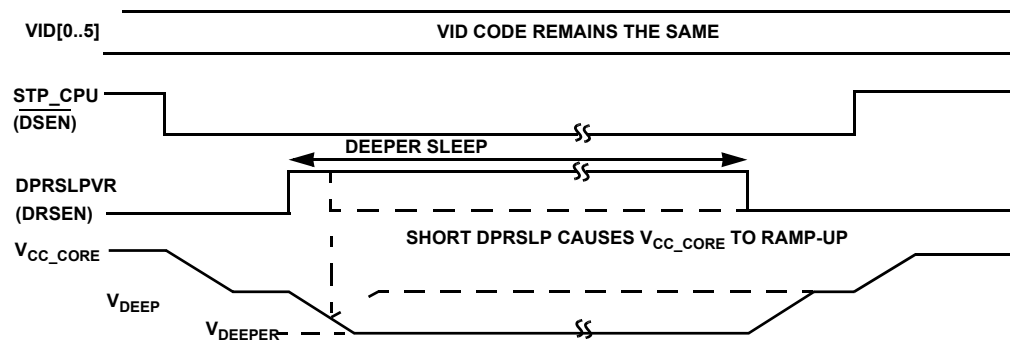 VID[0..5]
VID CODE REMAINS THE SAME
STP_CPU
(DSEN)
DEEPER SLEEP
DPRSLPVR
(DRSEN)
SHORT DPRSLP CAUSES VCC_CORE TO RAMP-UP
VCC_CORE
VDEEP
VDEEPER